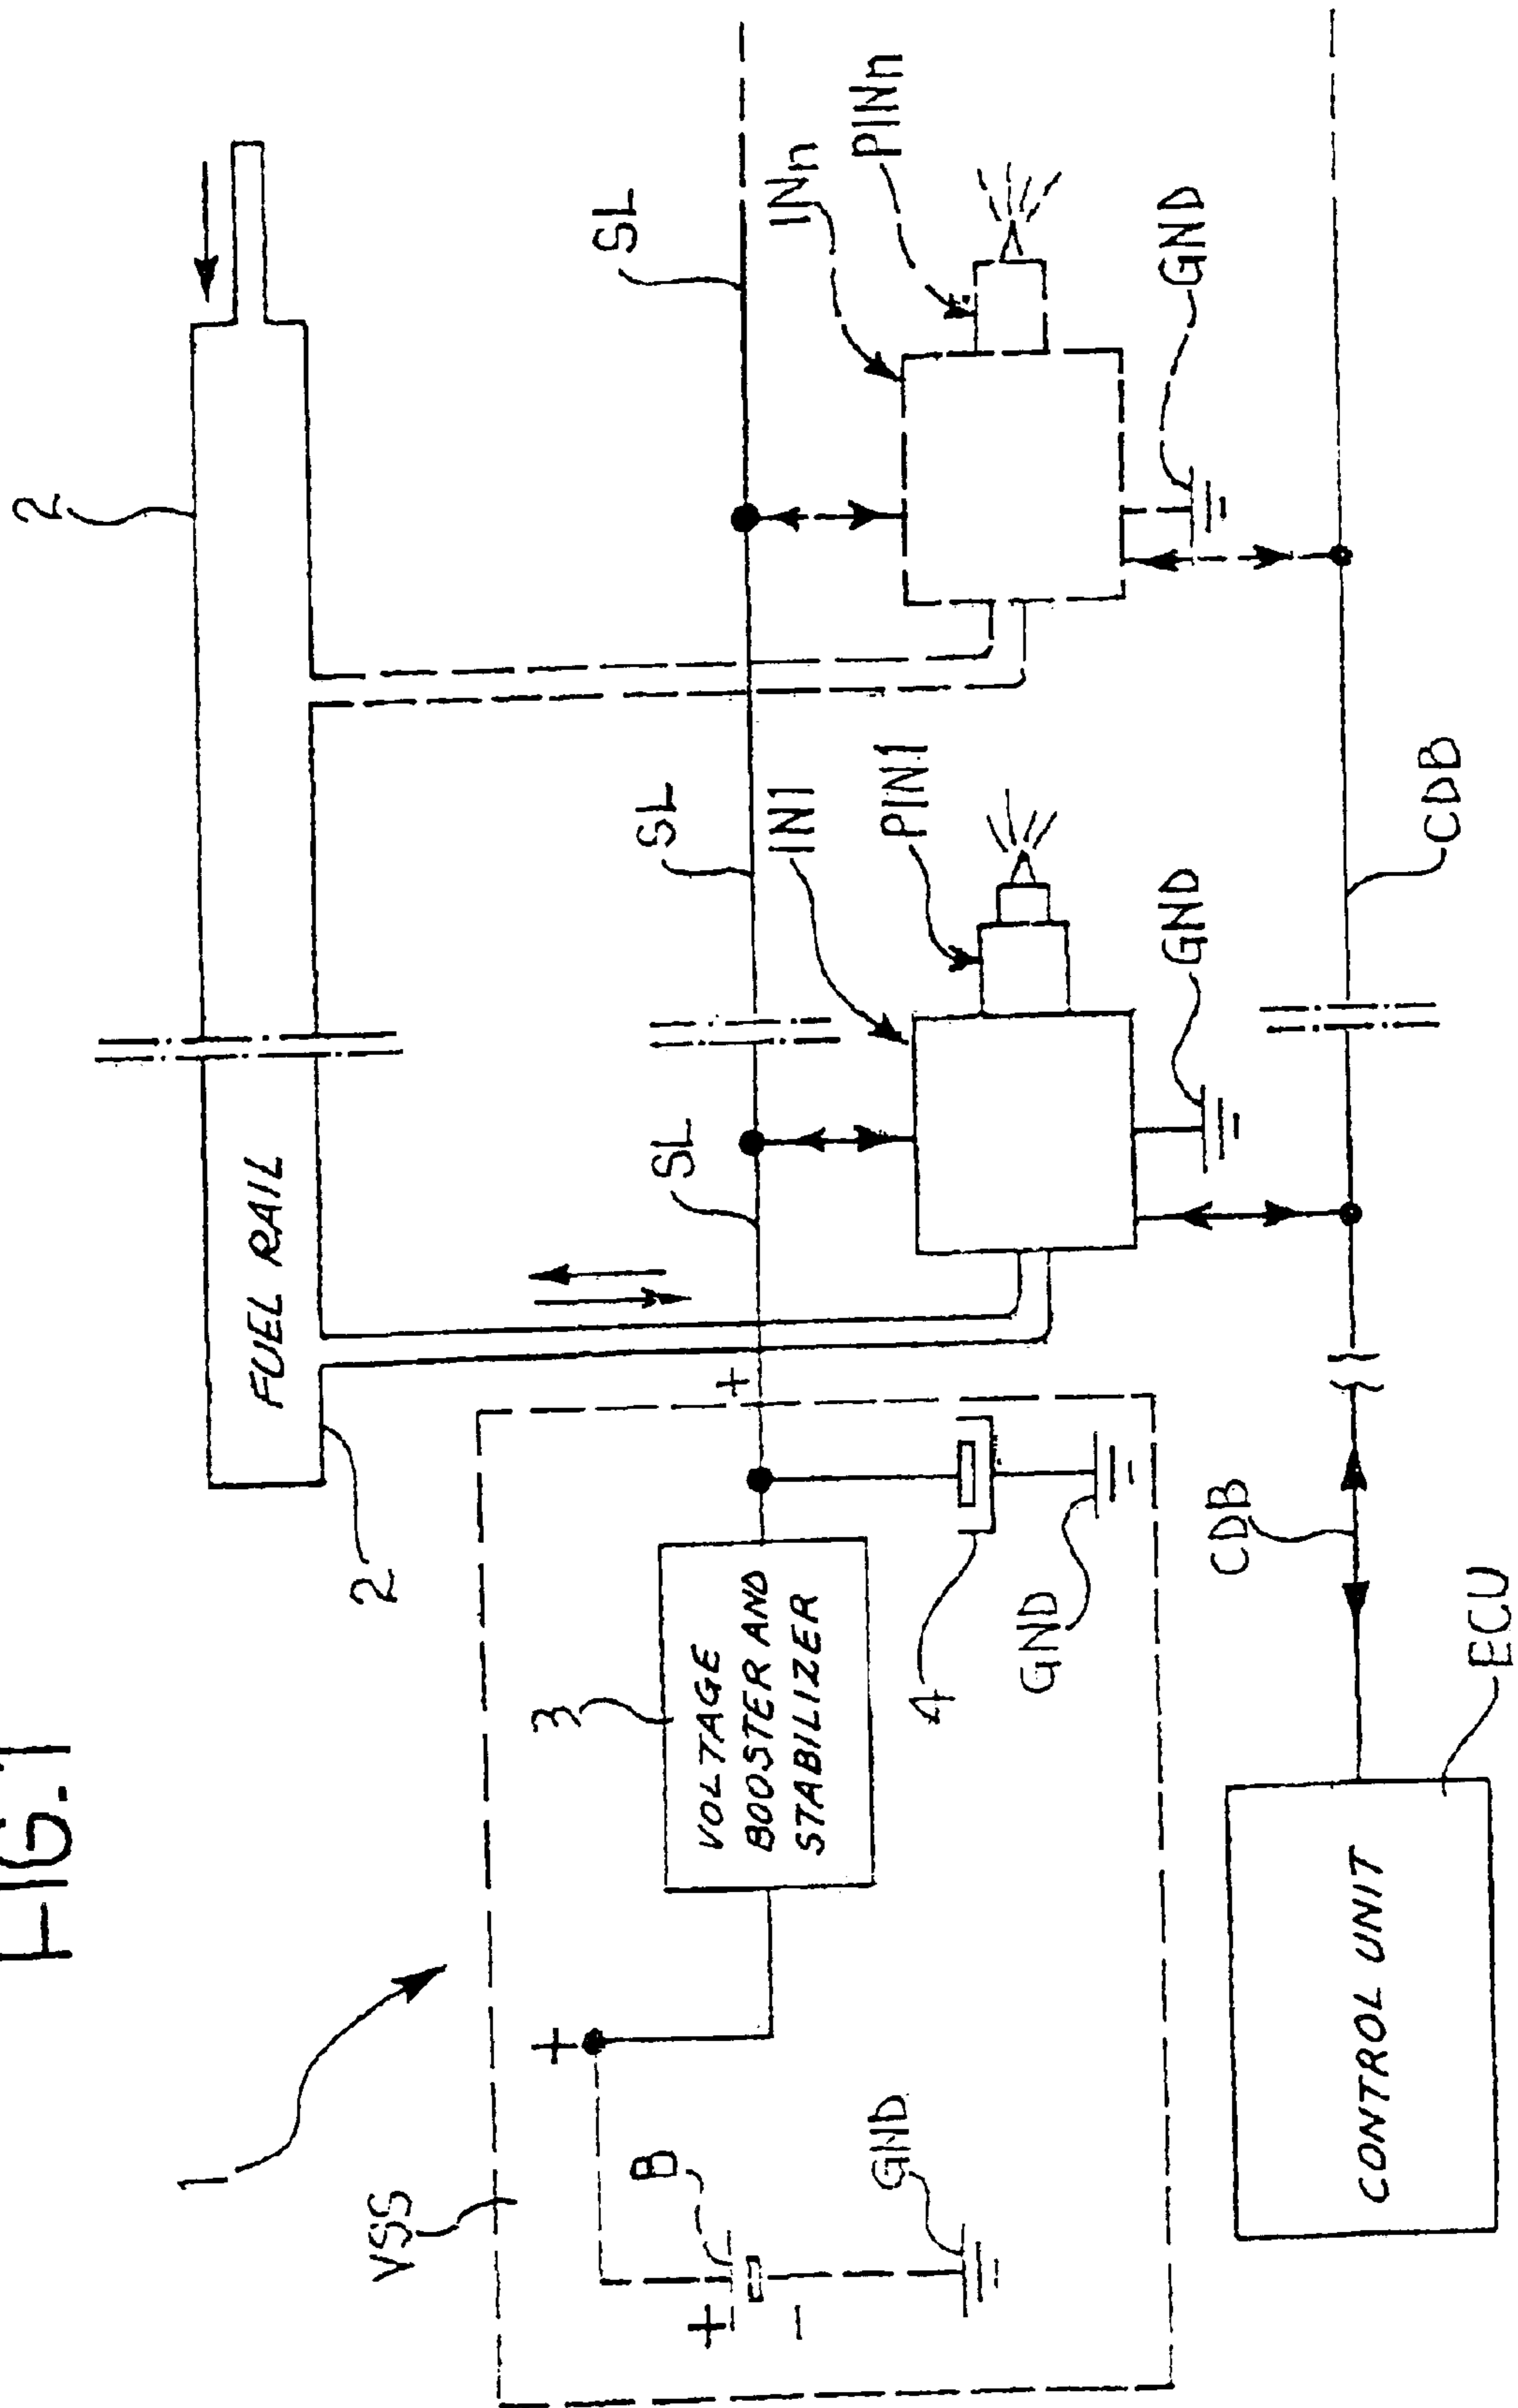 FIG.1
1
2
FUEL RAIL
2
VSS
B
+
-
GND
+
3
VOLTAGE
BOOSTER AND
STABILIZER
4
GND
+
SL
SL
SL
IN1
PIN1
GND
INn
PINn
GND
CDB
CDB
CONTROL UNIT
ECU